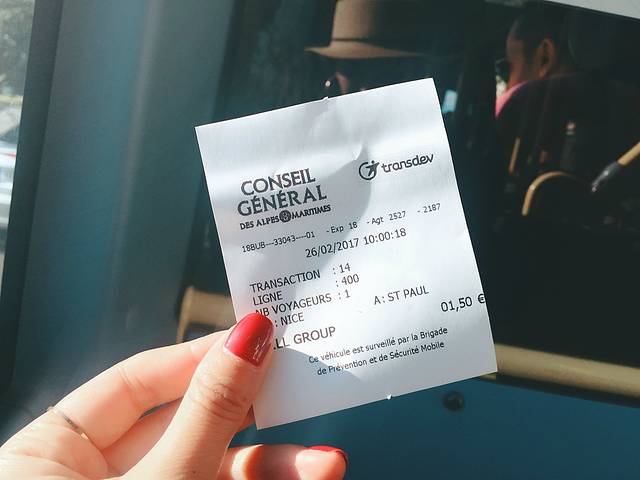 CONSEIL
GÉNÉRAL
DES ALPES MARITIMES
transdev
18BUB---33043----01 - Exp 18 - Agt 2527 - 2187
26/02/2017 10:00:18
TRANSACTION : 14
LIGNE : 400
NB VOYAGEURS : 1
: NICE A : ST PAUL 01,50 €
LL GROUP
Ce véhicule est surveillé par la Brigade
de Prévention et de Sécurité Mobile